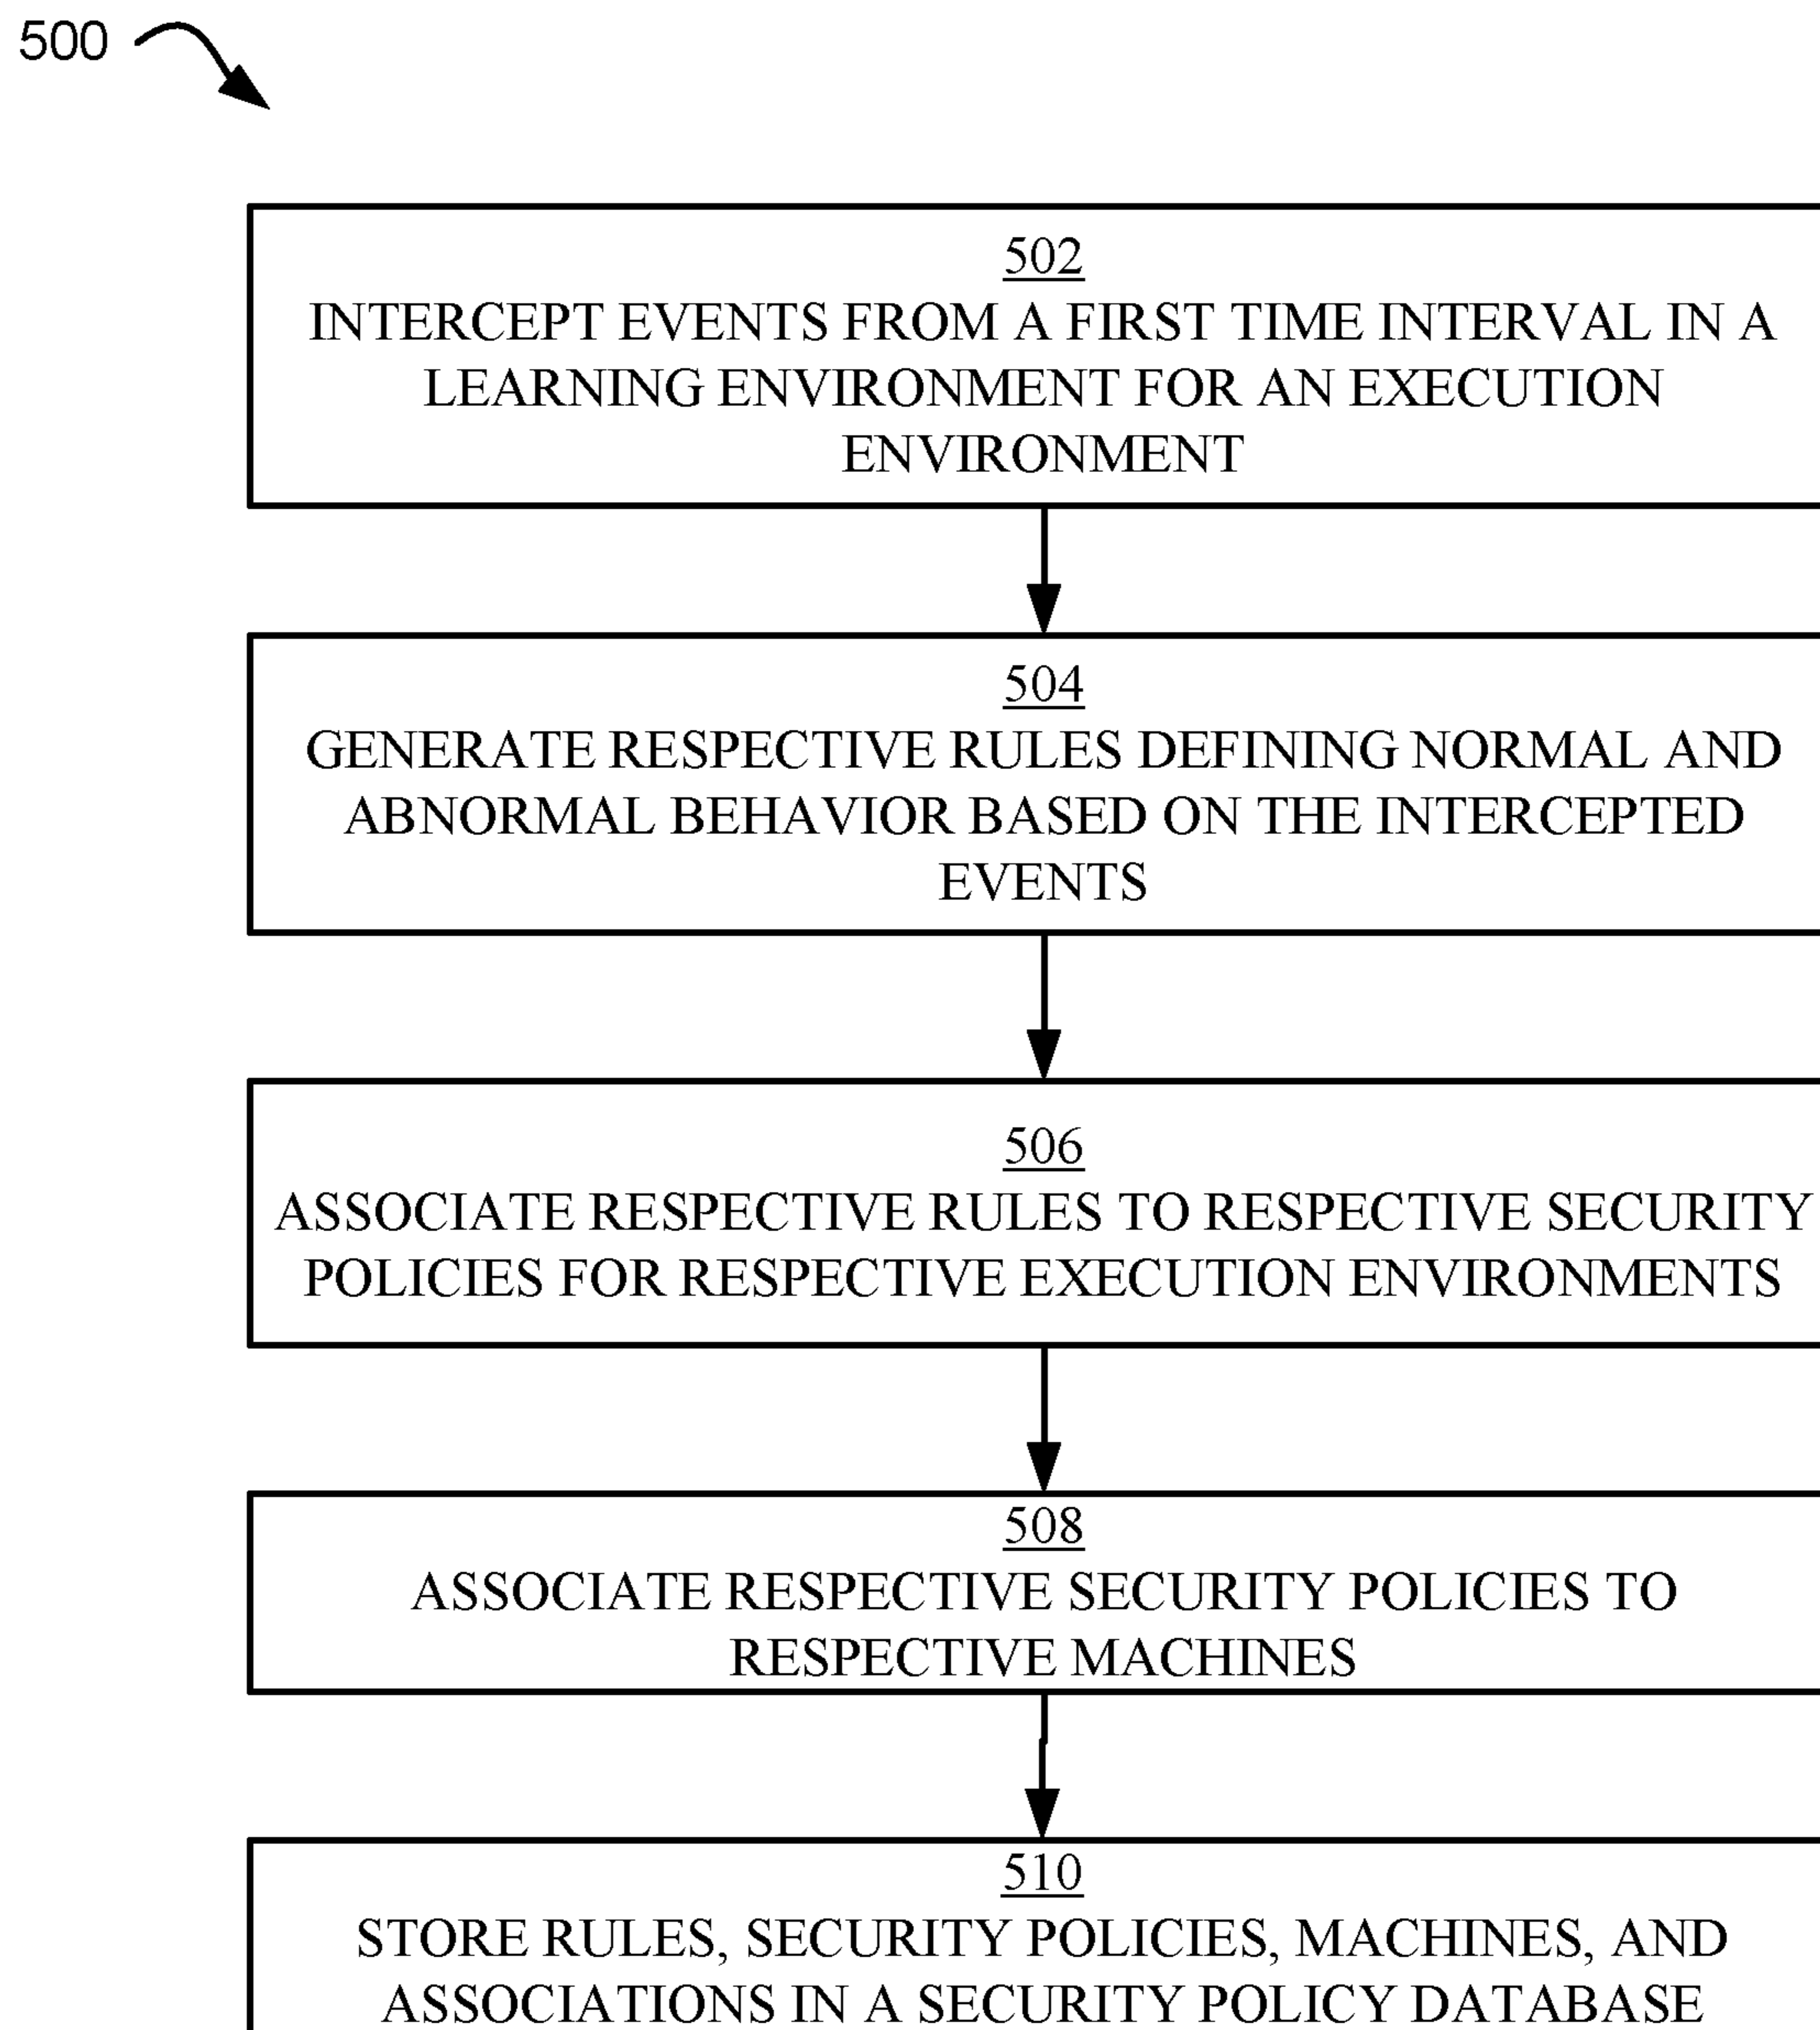 500
502
INTERCEPT EVENTS FROM A FIRST TIME INTERVAL IN A
LEARNING ENVIRONMENT FOR AN EXECUTION
ENVIRONMENT
504
GENERATE RESPECTIVE RULES DEFINING NORMAL AND
ABNORMAL BEHAVIOR BASED ON THE INTERCEPTED
EVENTS
506
ASSOCIATE RESPECTIVE RULES TO RESPECTIVE SECURITY
POLICIES FOR RESPECTIVE EXECUTION ENVIRONMENTS
508
ASSOCIATE RESPECTIVE SECURITY POLICIES TO
RESPECTIVE MACHINES
510
STORE RULES, SECURITY POLICIES, MACHINES, AND
ASSOCIATIONS IN A SECURITY POLICY DATABASE